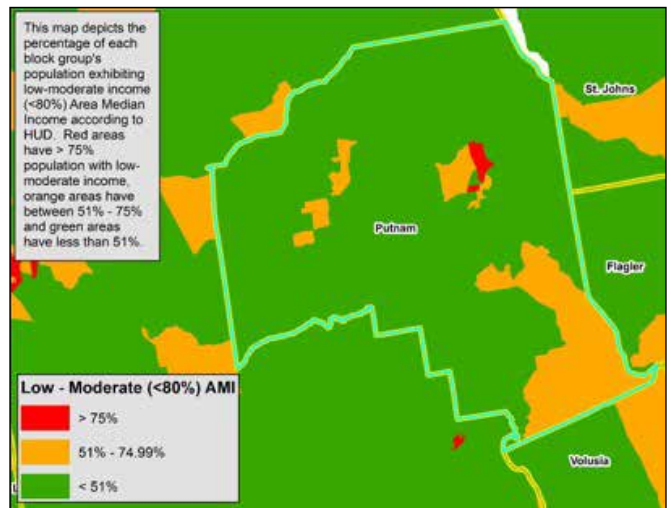 This map depicts the
percentage of each
block group's
population exhibiting
low-moderate income
(<80%) Area Median
Income according to
HUD. Red areas
have > 75%
population with low-
moderate income,
orange areas have
between 51% - 75%
and green areas
have less than 51%.
St. Johns
Putnam
Flagler
Volusia
Low - Moderate (<80%) AMI
> 75%
51% - 74.99%
< 51%